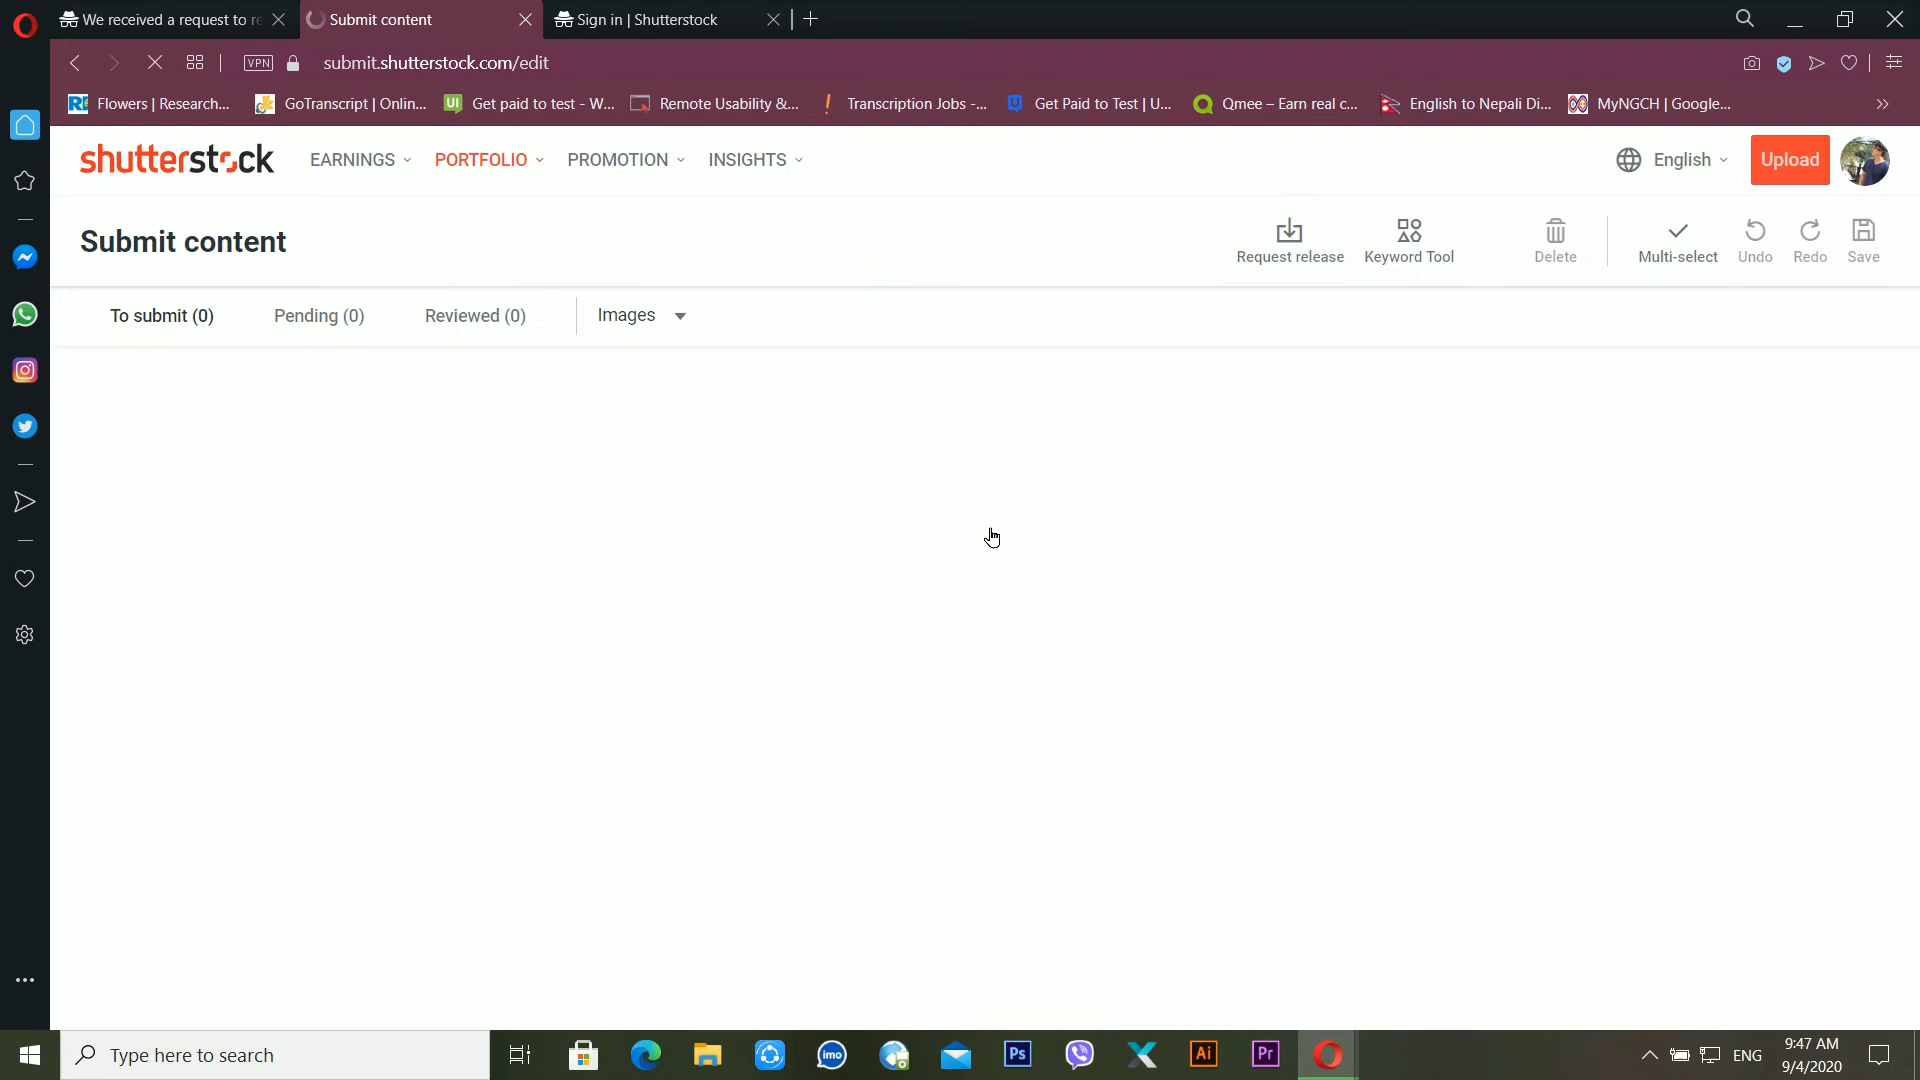 We received a request to re
Submit content
Sign in | Shutterstock
VPN
submit.shutterstock.com/edit
Flowers | Research...
GoTranscript | Onlin...
Get paid to test - W...
Remote Usability &...
Transcription Jobs -...
Get Paid to Test | U...
Qmee – Earn real c...
English to Nepali Di...
MyNGCH | Google...
shutterstock
EARNINGS
PORTFOLIO
PROMOTION
INSIGHTS
English
Upload
Submit content
Request release
Keyword Tool
Delete
Multi-select
Undo
Redo
Save
To submit (0)
Pending (0)
Reviewed (0)
Images
Type here to search
imo
Ps
Ai
Pr
ENG
9:47 AM
9/4/2020